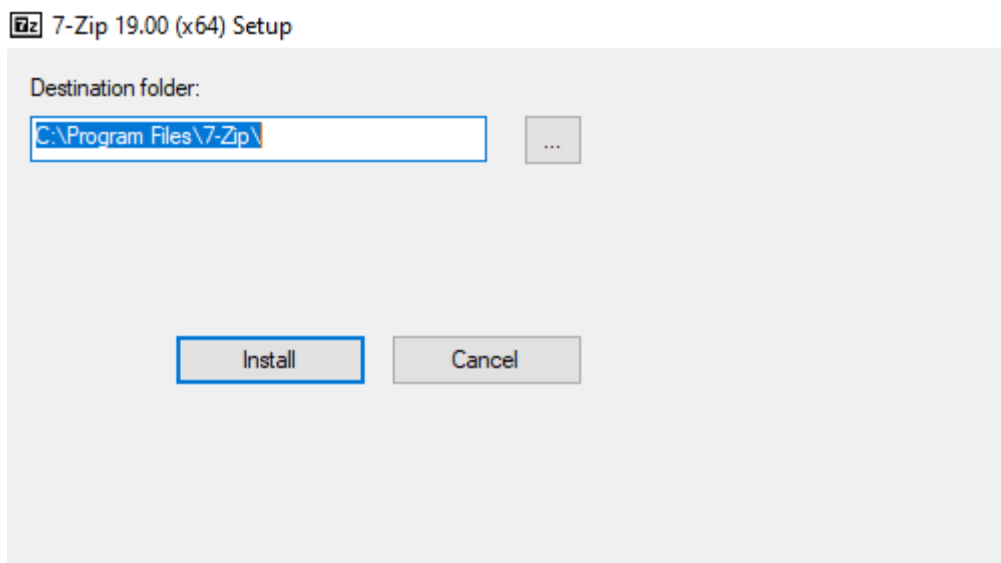 7z 7-Zip 19.00 (x64) Setup
Destination folder:
C:\Program Files\7-Zip\
...
Install
Cancel